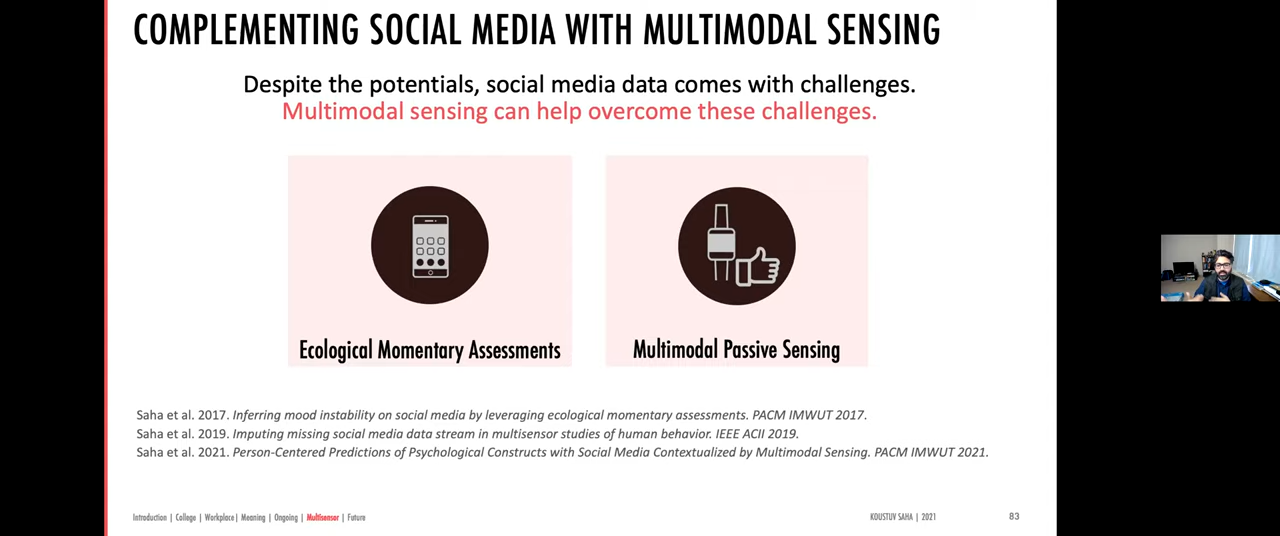 COMPLEMENTING SOCIAL MEDIA WITH MULTIMODAL SENSING
Despite the potentials, social media data comes with challenges.
Multimodal sensing can help overcome these challenges.
Ecological Momentary Assessments
Multimodal Passive Sensing
Saha et al. 2017. Inferring mood instability on social media by leveraging ecological momentary assessments. PACM IMWUT 2017.
Saha et al. 2019. Imputing missing social media data stream in multisensor studies of human behavior. IEEE ACII 2019.
Saha et al. 2021. Person-Centered Predictions of Psychological Constructs with Social Media Contextualized by Multimodal Sensing. PACM IMWUT 2021.
Introduction | College | Workplace | Meaning | Ongoing | Multisensor | Future
KOUSTUV SAHA | 2021
83